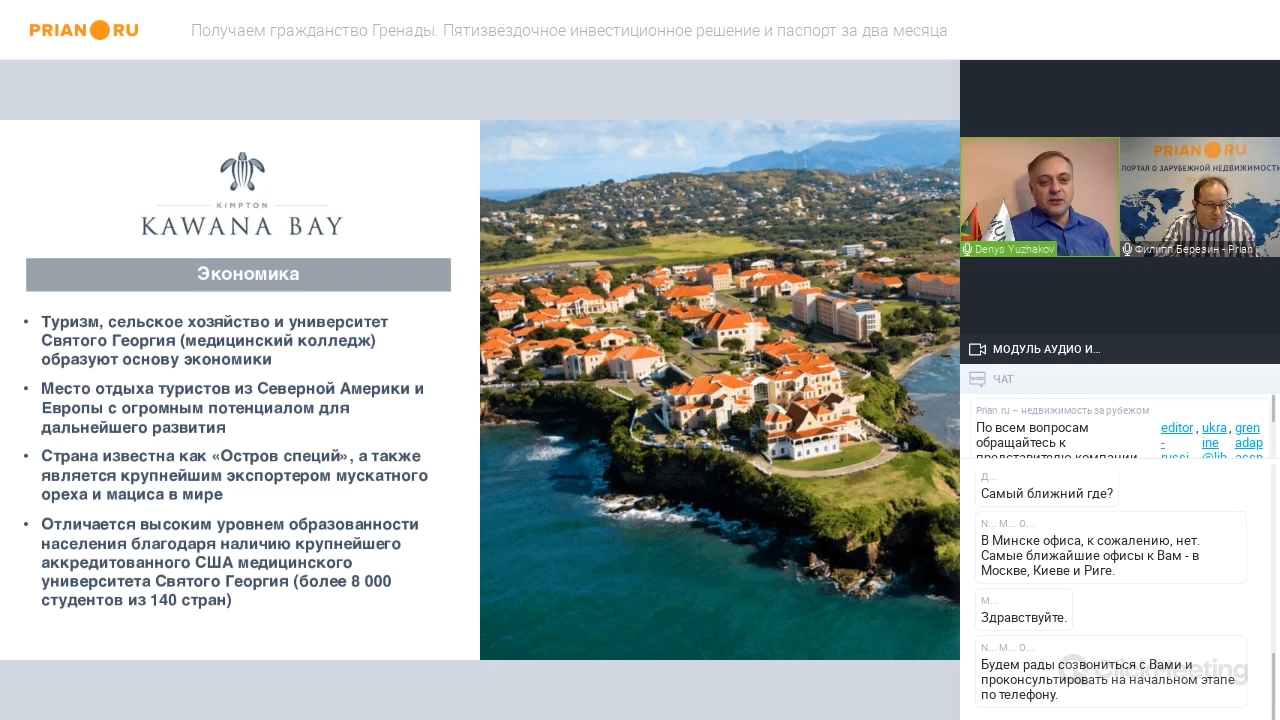 PRIAN RU
Получаем гражданство Гренады. Пятизвёздочное инвестиционное решение и паспорт за два месяца
KIMPTON
KAWANA BAY
Экономика
• Туризм, сельское хозяйство и университет
Святого Георгия (медицинский колледж)
образуют основу экономики
• Место отдыха туристов из Северной Америки и
Европы с огромным потенциалом для
дальнейшего развития
• Страна известна как «Остров специй», а также
является крупнейшим экспортером мускатного
ореха и мациса в мире
• Отличается высоким уровнем образованности
населения благодаря наличию крупнейшего
аккредитованного США медицинского
университета Святого Георгия (более 8 000
студентов из 140 стран)
PRIAN RU
ПОРТАЛ О ЗАРУБЕЖНОЙ НЕДВИЖИМОСТИ
Denys Yuzhakov
Филипп Березин - Prian
МОДУЛЬ АУДИО И...
ЧАТ
Prian.ru – недвижимость за рубежом
По всем вопросам editor , ukra , gren
обращайтесь к - ine adap
представителю компании russi @lib assp
Д...
Самый ближний где?
N... M... O...
В Минске офиса, к сожалению, нет.
Самые ближайшие офисы к Вам - в
Москве, Киеве и Риге.
М...
Здравствуйте.
N... M... O...
Будем рады созвониться с Вами и
проконсультировать на начальном этапе
по телефону.
ClickMeeting